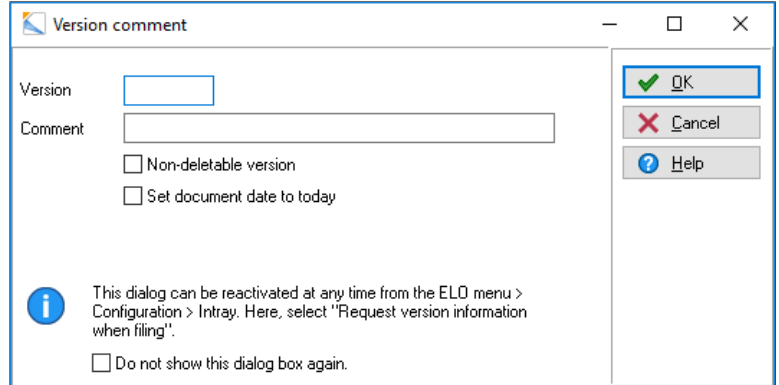 Version comment
Version
Comment
Non-deletable version
Set document date to today
This dialog can be reactivated at any time from the ELO menu >
Configuration > Intray. Here, select "Request version information
when filing".
Do not show this dialog box again.
OK
Cancel
Help